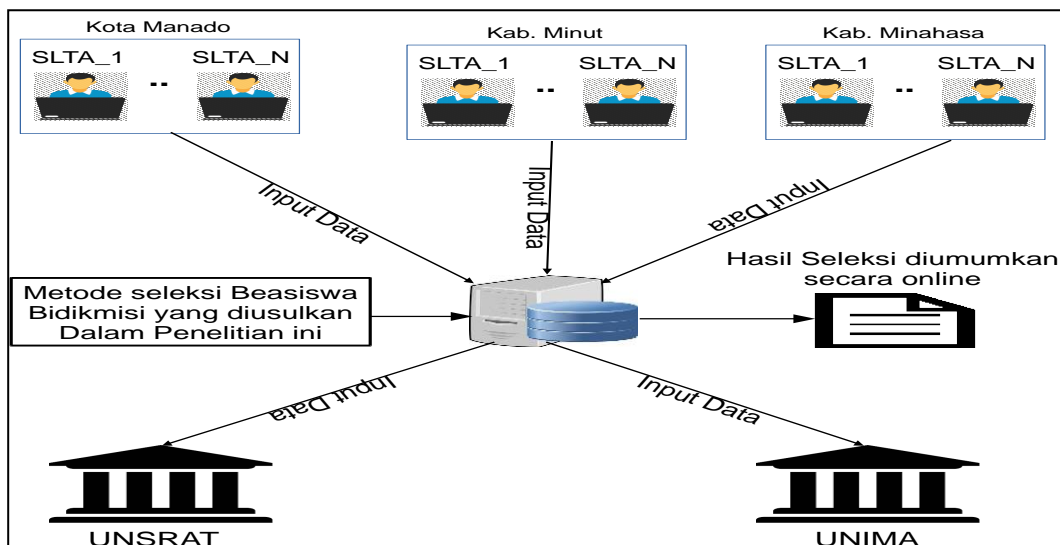 Kota Manado
SLTA_1 -- SLTA_N
Kab. Minut
SLTA_1 -- SLTA_N
Kab. Minahasa
SLTA_1 -- SLTA_N
Input Data
Input Data
Input Data
Metode seleksi Beasiswa
Bidikmisi yang diusulkan
Dalam Penelitian ini
Hasil Seleksi diumumkan
secara online
Input Data
Input Data
UNSRAT
UNIMA